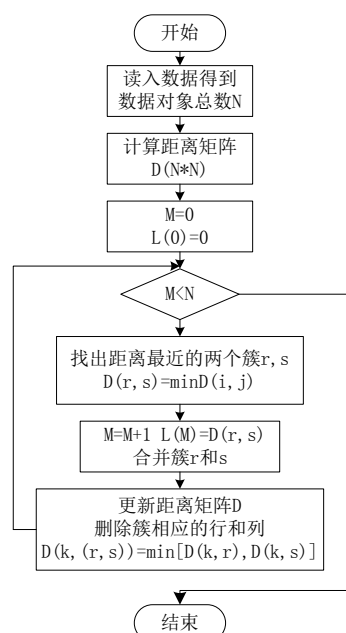 开始
读入数据得到
数据对象总数N
计算距离矩阵
D(N*N)
M=0
L(0)=0
M<N
找出距离最近的两个簇r,s
D(r,s)=minD(i,j)
M=M+1 L(M)=D(r,s)
合并簇r和s
更新距离矩阵D
删除簇相应的行和列
D(k,(r,s))=min[D(k,r),D(k,s)]
结束